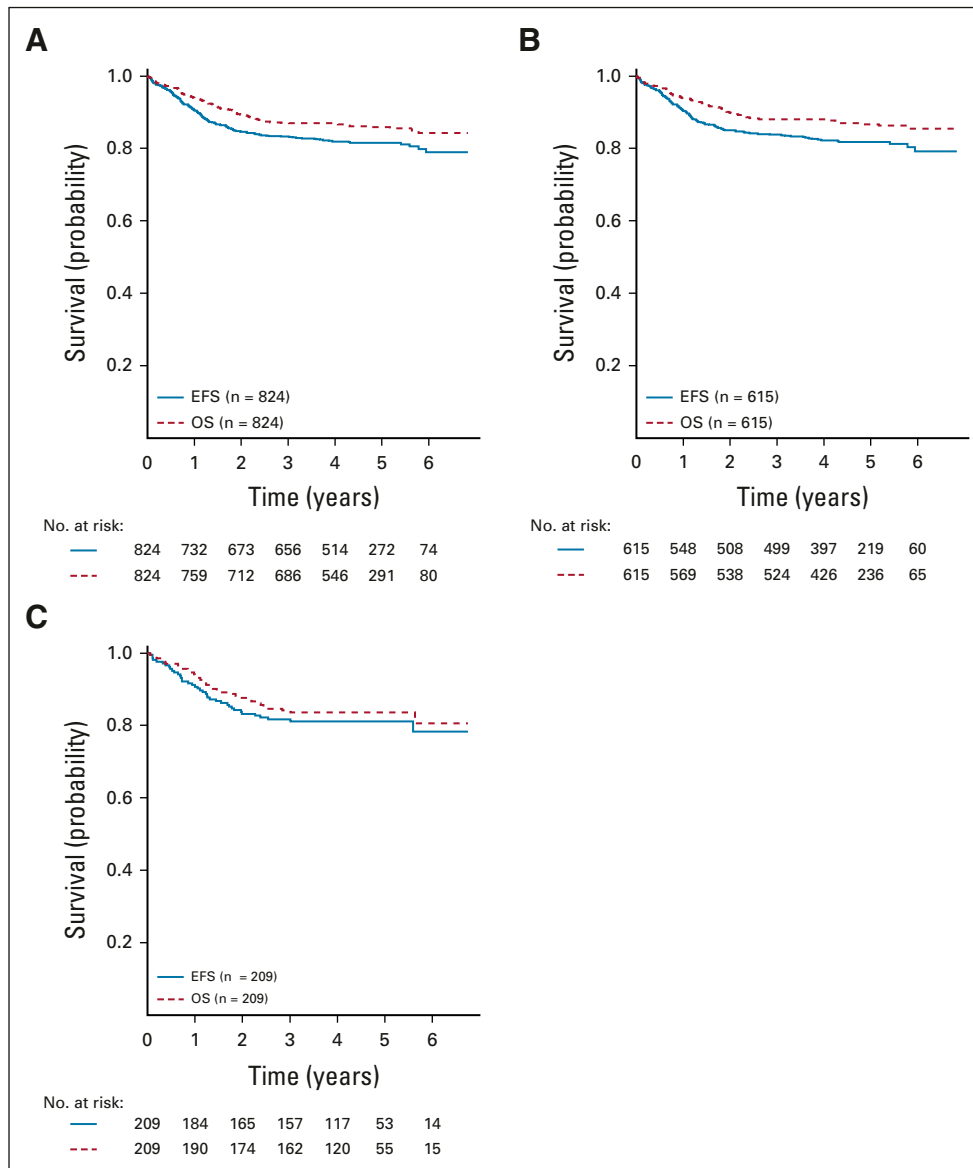 A
Survival (probability)
1.0
0.8
0.6
0.4
0.2
EFS (n = 824)
OS (n = 824)
0 1 2 3 4 5 6
Time (years)
No. at risk:
824 732 673 656 514 272 74
824 759 712 686 546 291 80
B
Survival (probability)
1.0
0.8
0.6
0.4
0.2
EFS (n = 615)
OS (n = 615)
0 1 2 3 4 5 6
Time (years)
No. at risk:
615 548 508 499 397 219 60
615 569 538 524 426 236 65
C
Survival (probability)
1.0
0.8
0.6
0.4
0.2
EFS (n = 209)
OS (n = 209)
0 1 2 3 4 5 6
Time (years)
No. at risk:
209 184 165 157 117 53 14
209 190 174 162 120 55 15